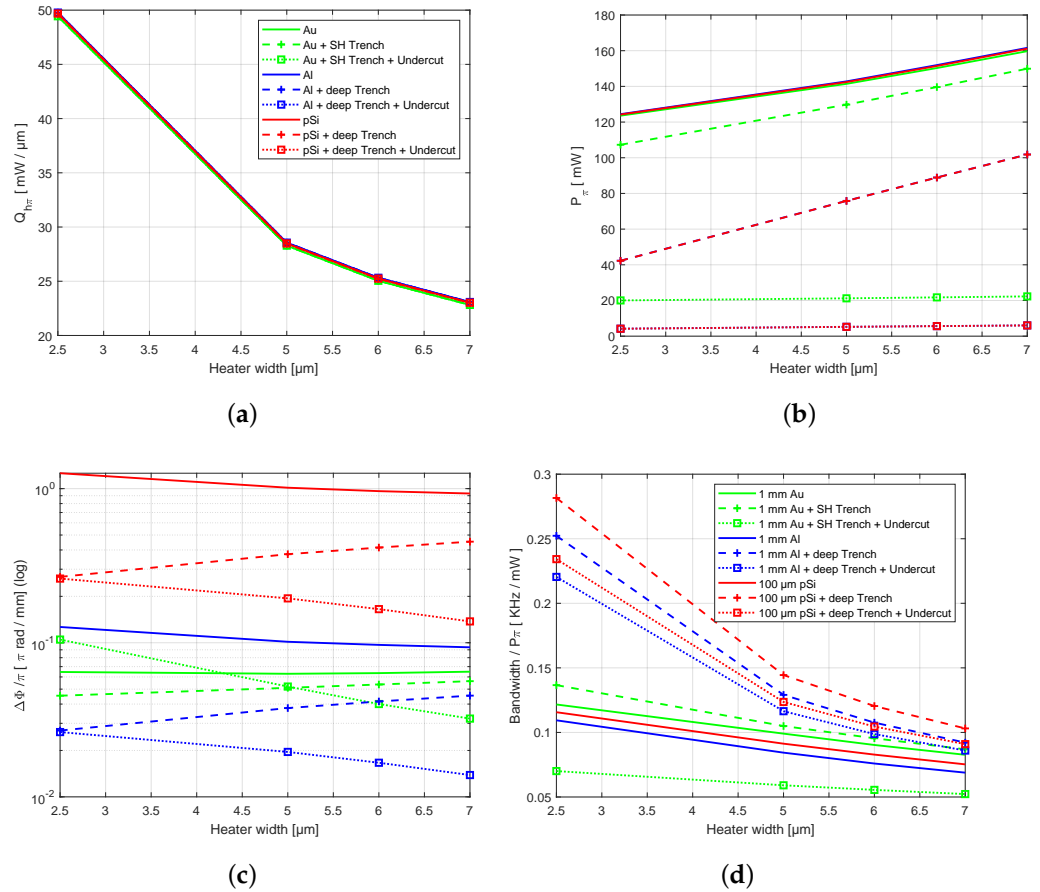 50
45
40
35
30
25
20
Q hπ [ mW / μm ]
2.5 3 3.5 4 4.5 5 5.5 6 6.5 7
Heater width [μm]
Au
Au + SH Trench
Au + SH Trench + Undercut
Al
Al + deep Trench
Al + deep Trench + Undercut
pSi
pSi + deep Trench
pSi + deep Trench + Undercut
(a)
180
160
140
120
100
80
60
40
20
0
P π [ mW ]
2.5 3 3.5 4 4.5 5 5.5 6 6.5 7
Heater width [μm]
(b)
10^0
10^-1
10^-2
Δ Φ /π [ π rad / mm] (log)
2.5 3 3.5 4 4.5 5 5.5 6 6.5 7
Heater width [μm]
(c)
0.3
0.25
0.2
0.15
0.1
0.05
Bandwidth / Pπ [ KHz / mW ]
2.5 3 3.5 4 4.5 5 5.5 6 6.5 7
Heater width [μm]
1 mm Au
1 mm Au + SH Trench
1 mm Au + SH Trench + Undercut
1 mm Al
1 mm Al + deep Trench
1 mm Al + deep Trench + Undercut
100 μm pSi
100 μm pSi + deep Trench
100 μm pSi + deep Trench + Undercut
(d)